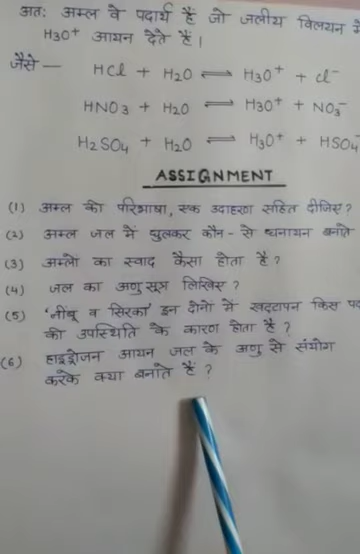 अतः अम्ल वे पदार्थ हैं जो जलीय विलयन में
H3O⁺ आयन देते हैं।
जैसे — HCl + H2O ⇌ H3O⁺ + cl⁻
HNO3 + H2O ⇌ H3O⁺ + NO3⁻
H2SO4 + H2O ⇌ H3O⁺ + HSO4
ASSIGNMENT
(1) अम्ल की परिभाषा, एक उदाहरण सहित दीजिए?
(2) अम्ल जल में घुलकर कौन-से धनायन बनाते
(3) अम्लों का स्वाद कैसा होता है?
(4) जल का अणु सूत्र लिखिए?
(5) 'नींबू व सिरका' इन दोनों में खट्टापन किस
की उपस्थिति के कारण होता है?
(6) हाइड्रोजन आयन जल के अणु से संयोग
करके क्या बनाते हैं?